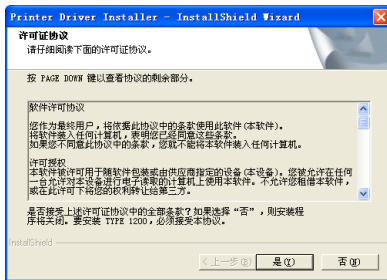 Printer Driver Installer - InstallShield Wizard
许可证协议
请仔细阅读下面的许可证协议。
按 PAGE DOWN 键以查看协议的剩余部分。
软件许可协议
您作为最终用户，将依据此协议中的条款使用此软件(本软件)。
将软件装入任何计算机，表明您已经同意这些条款。
如果您不同意此协议中的条款，您就不能将本软件装入任何计算机。
许可授权
本软件被许可用于随软件包装或由供应商指定的设备(本设备)。您被允许在任何
一台允许对本设备进行电子读取的计算机上使用本软件。不允许您租借本软件，
或在此许可下将您的权利转让给第三方。
是否接受上述许可证协议中的全部条款？如果选择“否”，则安装程
序将关闭。要安装 TYPE 1200，必须接受本协议。
InstallShield
< 上一步(B)
是(Y)
否(N)